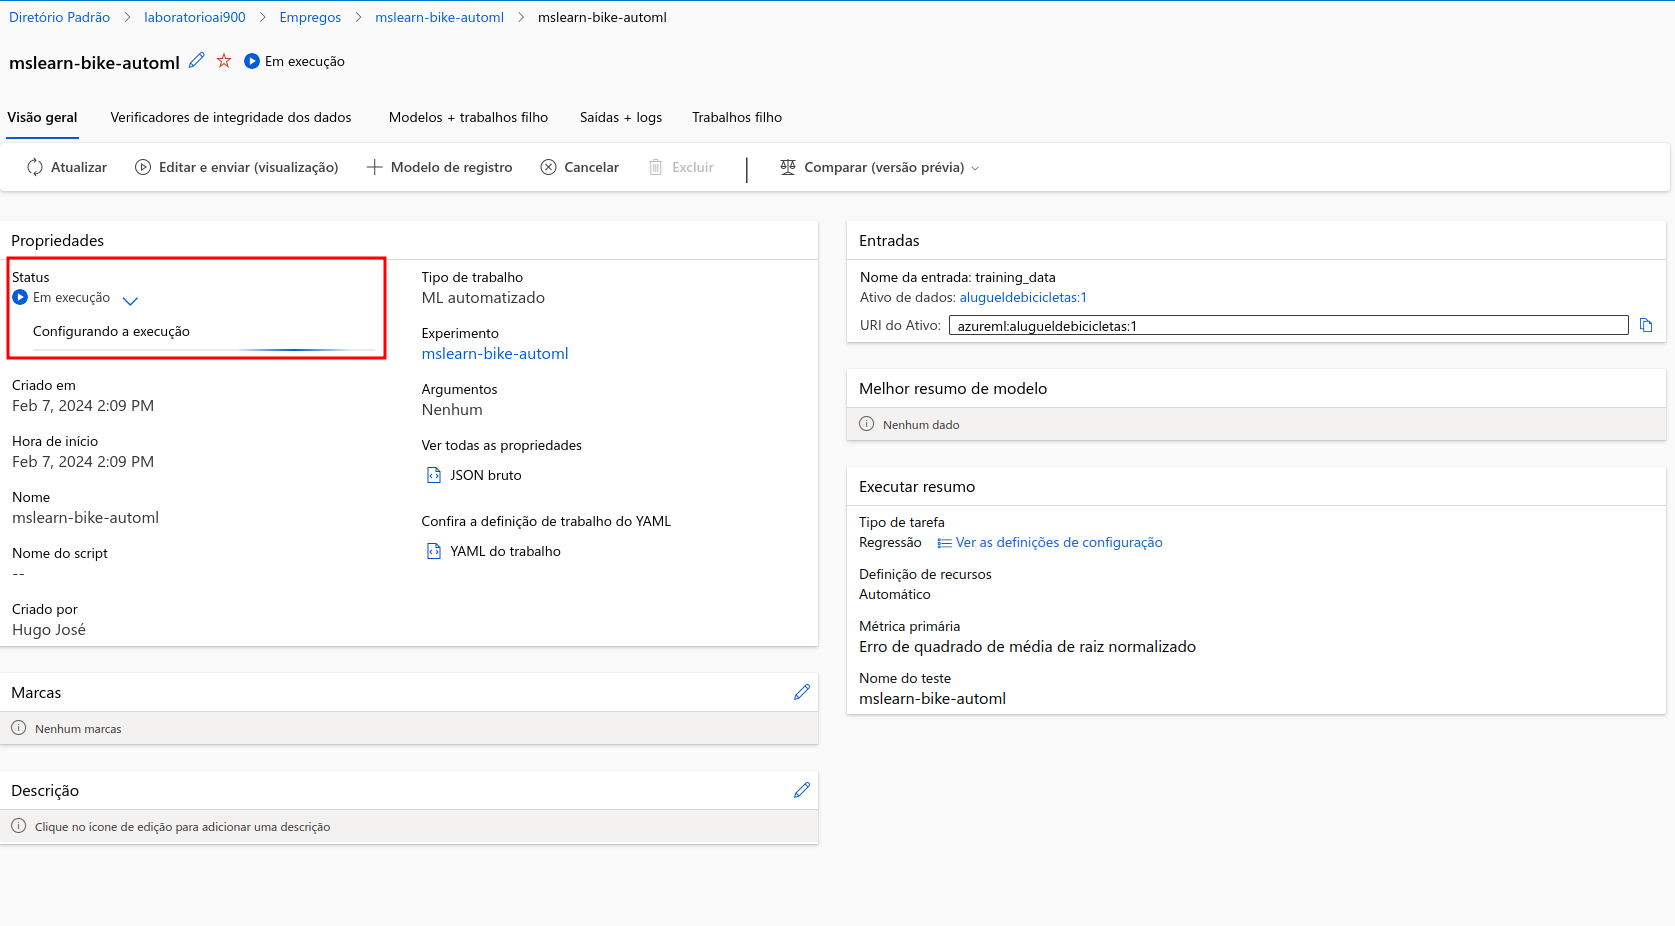 Diretório Padrão > laboratorioai900 > Empregos > mslearn-bike-automl > mslearn-bike-automl
mslearn-bike-automl Em execução
Visão geral Verificadores de integridade dos dados Modelos + trabalhos filho Saídas + logs Trabalhos filho
Atualizar Editar e enviar (visualização) Modelo de registro Cancelar Excluir Comparar (versão prévia)
Propriedades
Status
Em execução
Configurando a execução
Criado em
Feb 7, 2024 2:09 PM
Hora de início
Feb 7, 2024 2:09 PM
Nome
mslearn-bike-automl
Nome do script
--
Criado por
Hugo José
Tipo de trabalho
ML automatizado
Experimento
mslearn-bike-automl
Argumentos
Nenhum
Ver todas as propriedades
JSON bruto
Confira a definição de trabalho do YAML
YAML do trabalho
Marcas
Nenhum marcas
Descrição
Clique no ícone de edição para adicionar uma descrição
Entradas
Nome da entrada: training_data
Ativo de dados: alugueldebicicletas:1
URI do Ativo: azureml:alugueldebicicletas:1
Melhor resumo de modelo
Nenhum dado
Executar resumo
Tipo de tarefa
Regressão Ver as definições de configuração
Definição de recursos
Automático
Métrica primária
Erro de quadrado de média de raiz normalizado
Nome do teste
mslearn-bike-automl